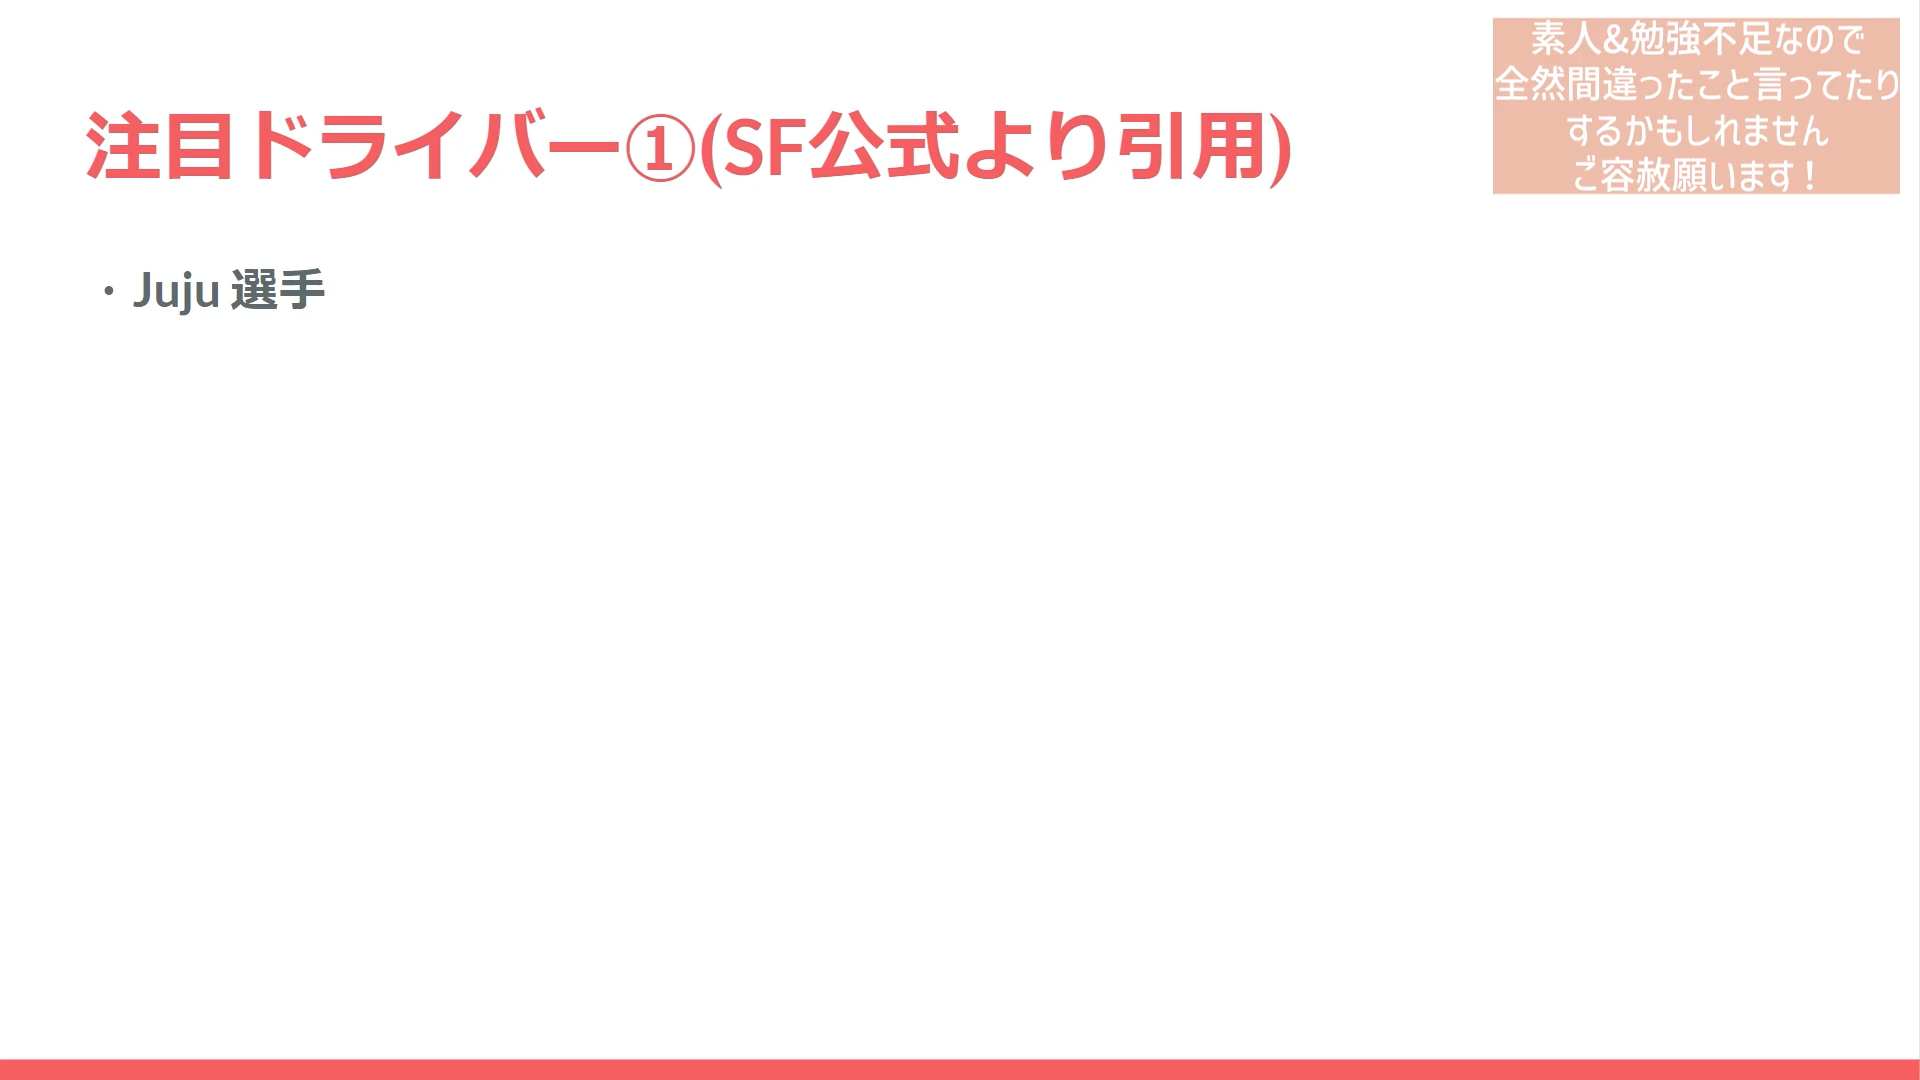 注目ドライバー①(SF公式より引用)
素人&勉強不足なので
全然間違ったこと言ってたり
するかもしれません
ご容赦願います！
・Juju 選手